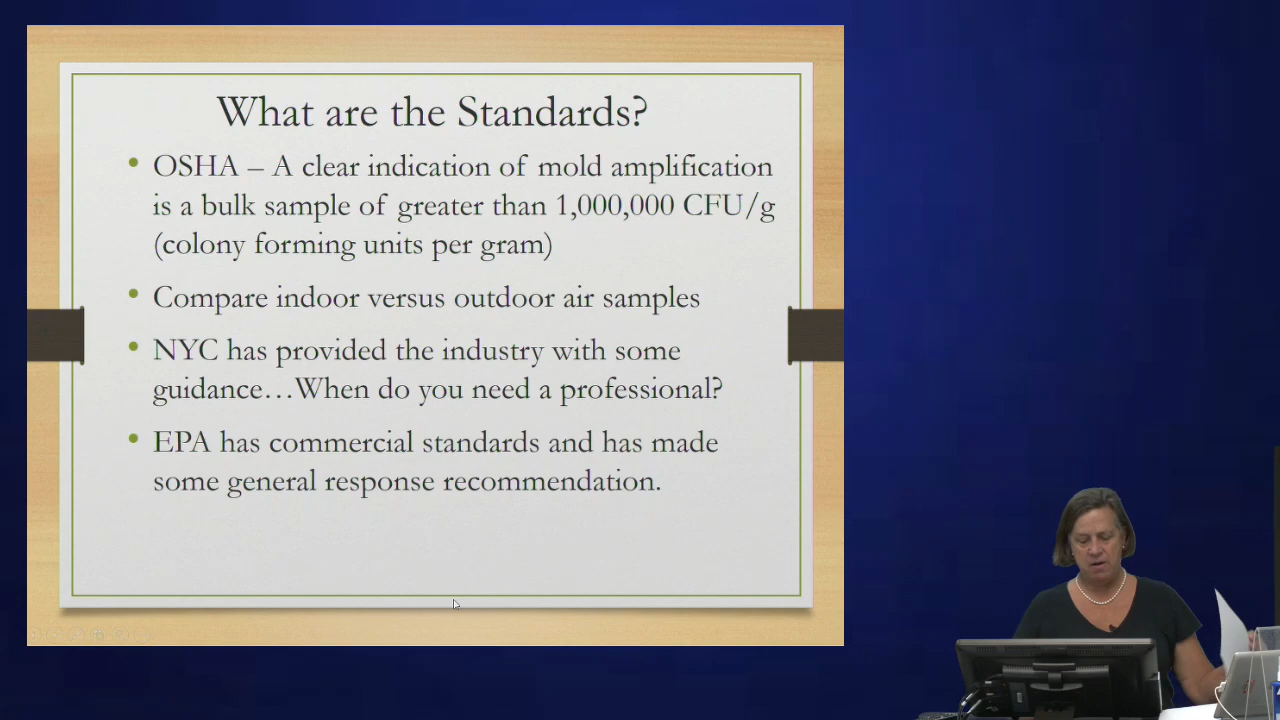 What are the Standards?
OSHA – A clear indication of mold amplification
is a bulk sample of greater than 1,000,000 CFU/g
(colony forming units per gram)
Compare indoor versus outdoor air samples
NYC has provided the industry with some
guidance…When do you need a professional?
EPA has commercial standards and has made
some general response recommendation.